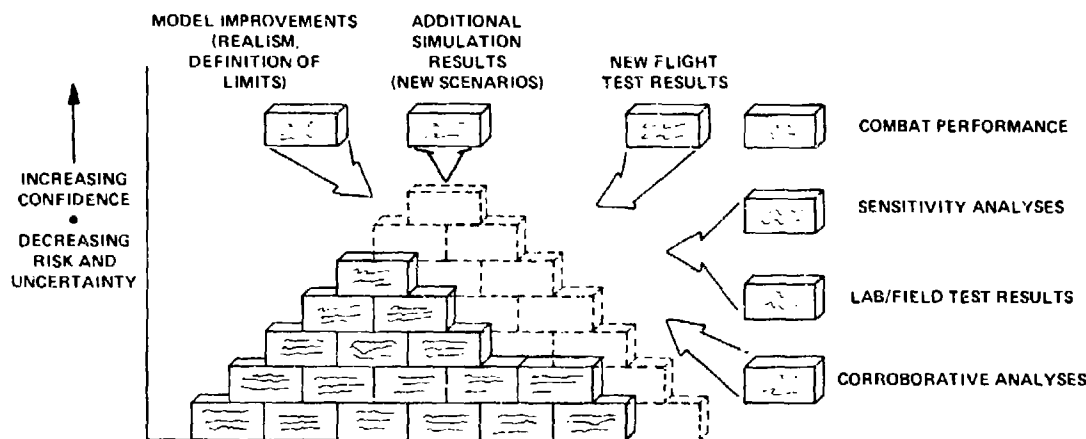 MODEL IMPROVEMENTS
(REALISM,
DEFINITION OF
LIMITS)
ADDITIONAL
SIMULATION
RESULTS
(NEW SCENARIOS)
NEW FLIGHT
TEST RESULTS
COMBAT PERFORMANCE
INCREASING
CONFIDENCE
•
DECREASING
RISK AND
UNCERTAINTY
SENSITIVITY ANALYSES
LAB/FIELD TEST RESULTS
CORROBORATIVE ANALYSES